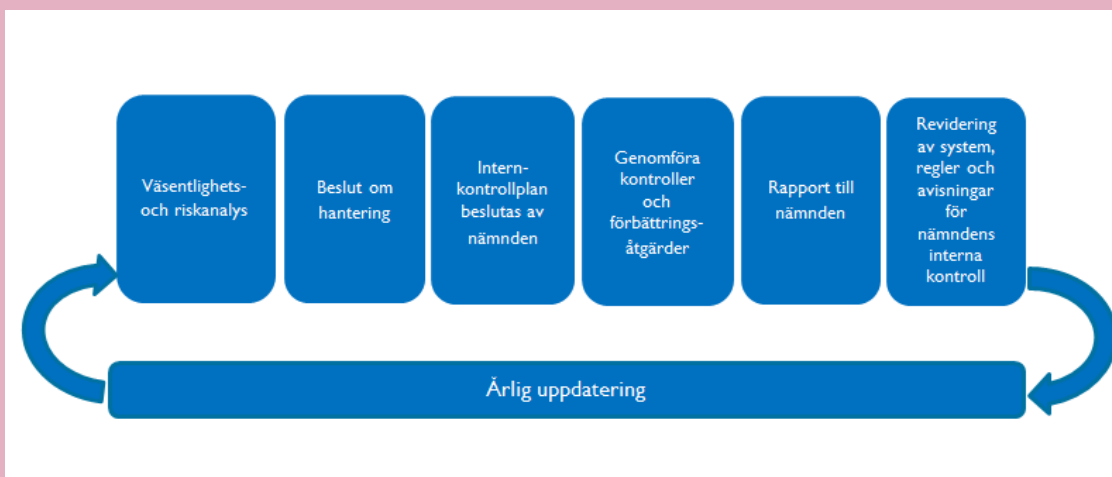 Väsentlighets-
och riskanalys
Beslut om
hantering
Intern-
kontrollplan
beslutas av
nämnden
Genomföra
kontroller
och
förbättrings-
åtgärder
Rapport till
nämnden
Revidering
av system,
regler och
avisningar
för
nämndens
interna
kontroll
Årlig uppdatering